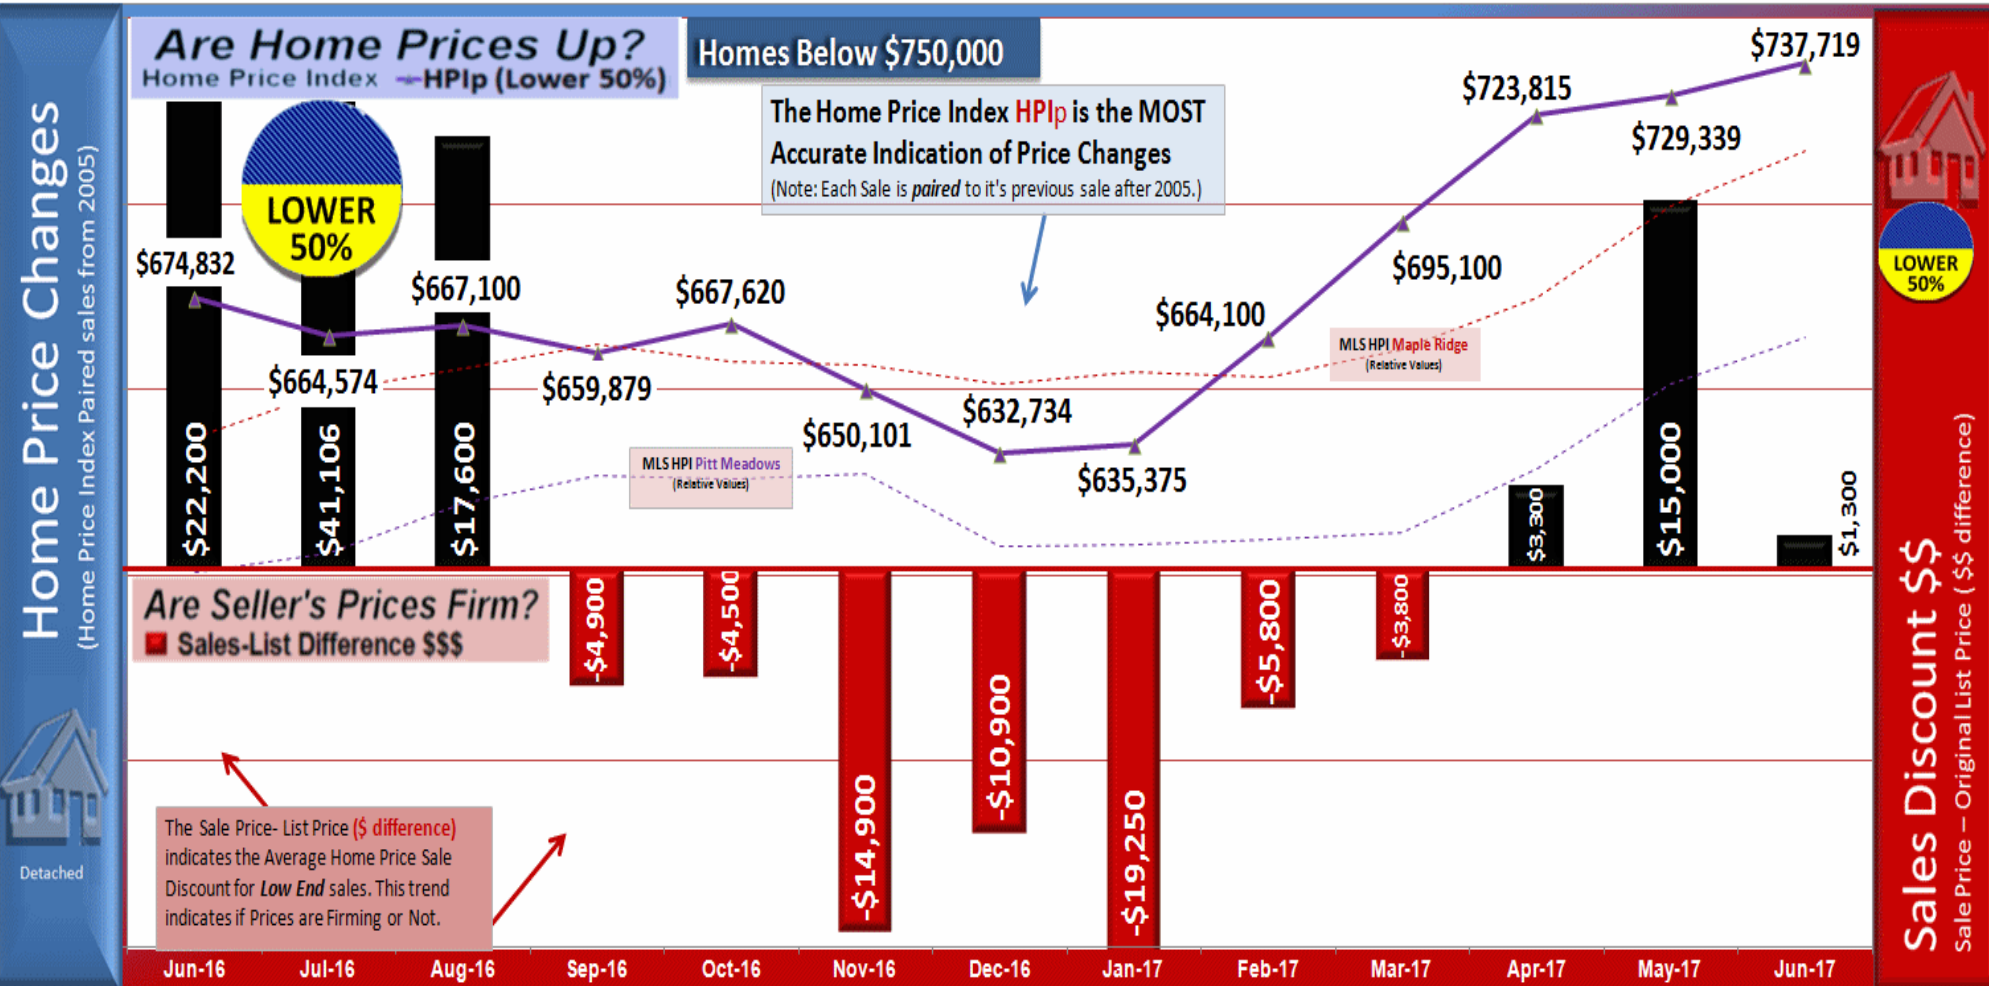 Home Price Changes
(Home Price Index Paired sales from 2005)
Detached
Are Home Prices Up?
Home Price Index HPIp (Lower 50%)
Homes Below $750,000
The Home Price Index HPIp is the MOST
Accurate Indication of Price Changes
(Note: Each Sale is paired to it's previous sale after 2005.)
LOWER
50%
$674,832
$664,574
$667,100
$659,879
$667,620
$650,101
$632,734
$635,375
$664,100
$695,100
$723,815
$729,339
$737,719
MLS HPI Maple Ridge
(Relative Values)
MLS HPI Pitt Meadows
(Relative Values)
$22,200
$41,106
$17,600
$3,300
$15,000
$1,300
Are Seller's Prices Firm?
Sales-List Difference $$$
-$4,900
-$4,500
-$14,900
-$10,900
-$19,250
-$5,800
-$3,800
The Sale Price- List Price ($ difference)
indicates the Average Home Price Sale
Discount for Low End sales. This trend
indicates if Prices are Firming or Not.
Jun-16 Jul-16 Aug-16 Sep-16 Oct-16 Nov-16 Dec-16 Jan-17 Feb-17 Mar-17 Apr-17 May-17 Jun-17
LOWER
50%
Sales Discount $$
Sale Price – Original List Price ( $$ difference)